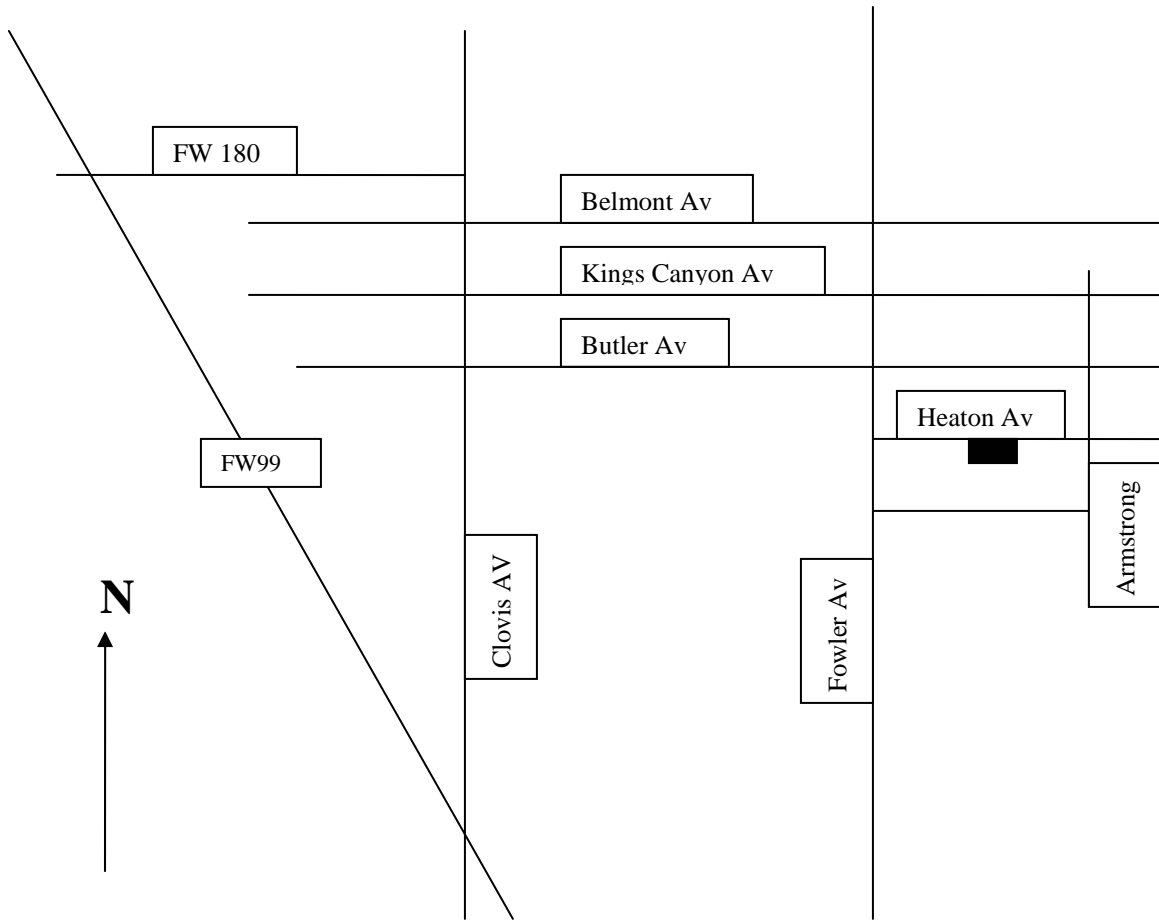 FW 180
Belmont Av
Kings Canyon Av
Butler Av
Heaton Av
FW99
Armstrong
Clovis AV
Fowler Av
N